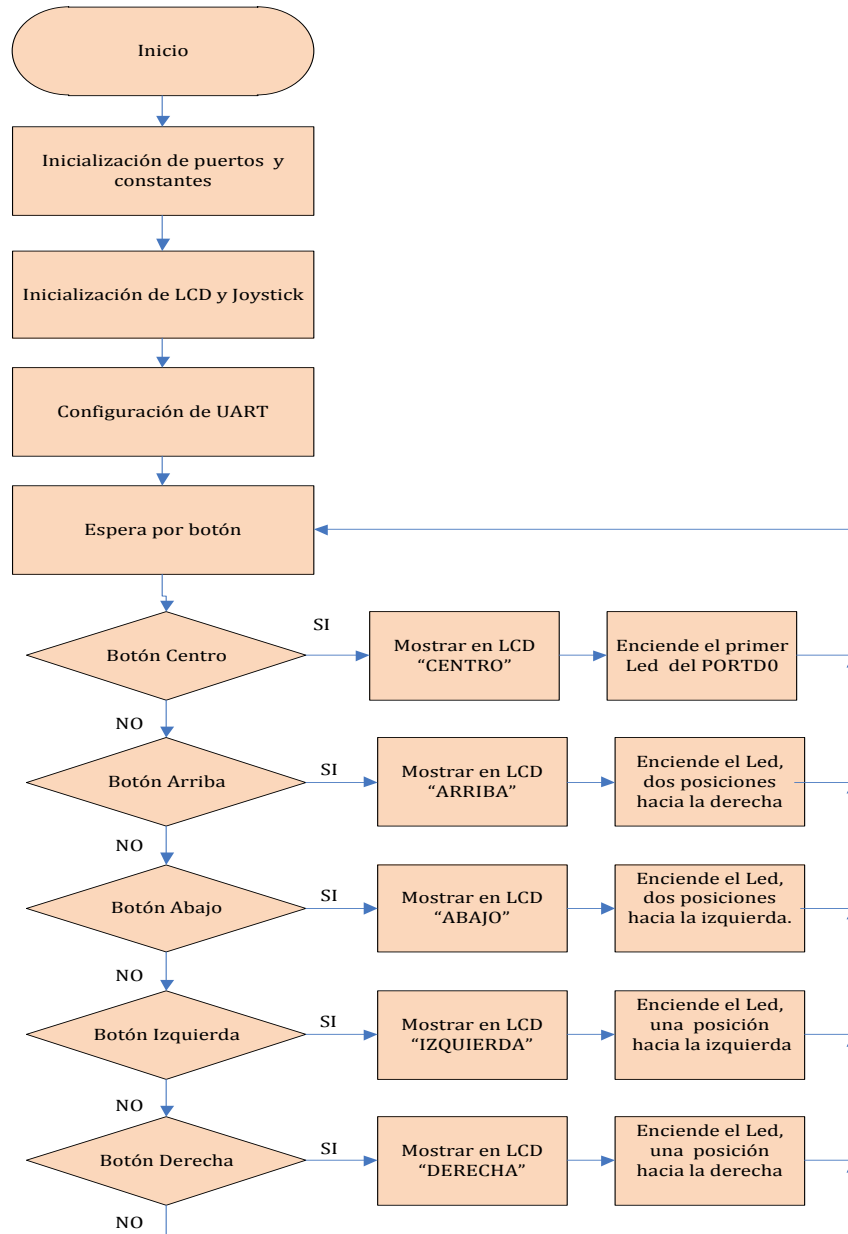 Inicio
Inicialización de puertos y
constantes
Inicialización de LCD y Joystick
Configuración de UART
Espera por botón
Botón Centro
SI
Mostrar en LCD
“CENTRO”
Enciende el primer
Led del PORTD0
NO
Botón Arriba
SI
Mostrar en LCD
“ARRIBA”
Enciende el Led,
dos posiciones
hacia la derecha
NO
Botón Abajo
SI
Mostrar en LCD
“ABAJO”
Enciende el Led,
dos posiciones
hacia la izquierda.
NO
Botón Izquierda
SI
Mostrar en LCD
“IZQUIERDA”
Enciende el Led,
una posición
hacia la izquierda
NO
Botón Derecha
SI
Mostrar en LCD
“DERECHA”
Enciende el Led,
una posición
hacia la derecha
NO